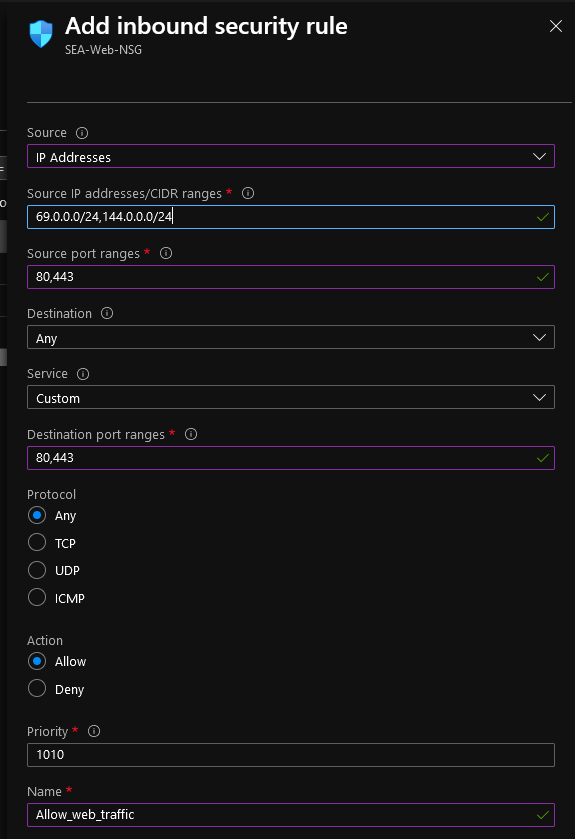 Add inbound security rule
SEA-Web-NSG
Source
IP Addresses
Source IP addresses/CIDR ranges *
69.0.0.0/24,144.0.0.0/24
Source port ranges *
80,443
Destination
Any
Service
Custom
Destination port ranges *
80,443
Protocol
Any
TCP
UDP
ICMP
Action
Allow
Deny
Priority *
1010
Name *
Allow_web_traffic